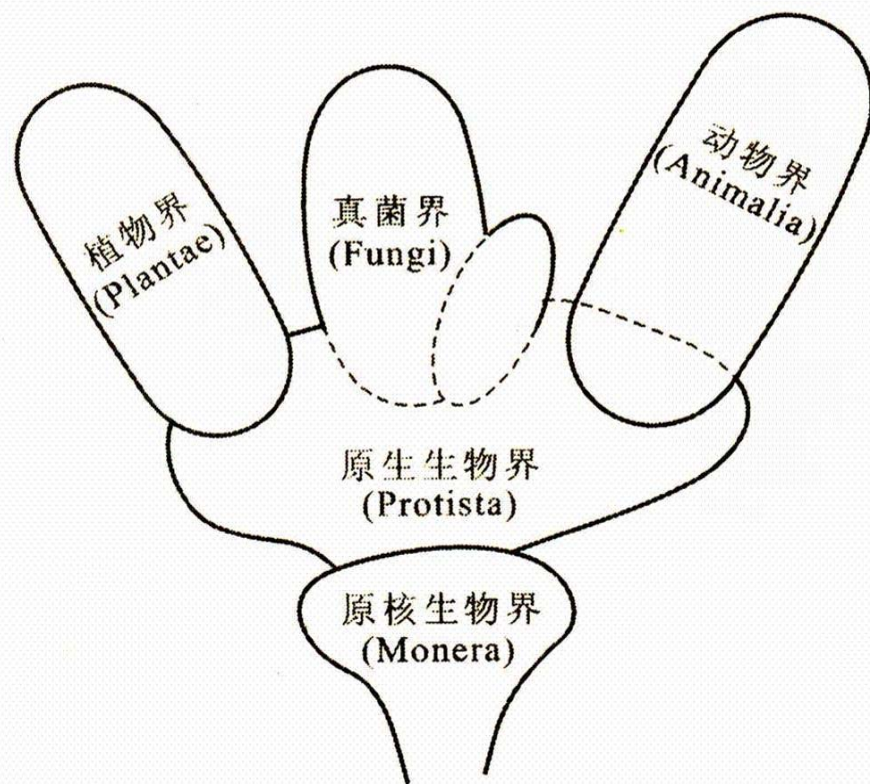 植物界
(Plantae)
真菌界
(Fungi)
动物界
(Animalia)
原生生物界
(Protista)
原核生物界
(Monera)